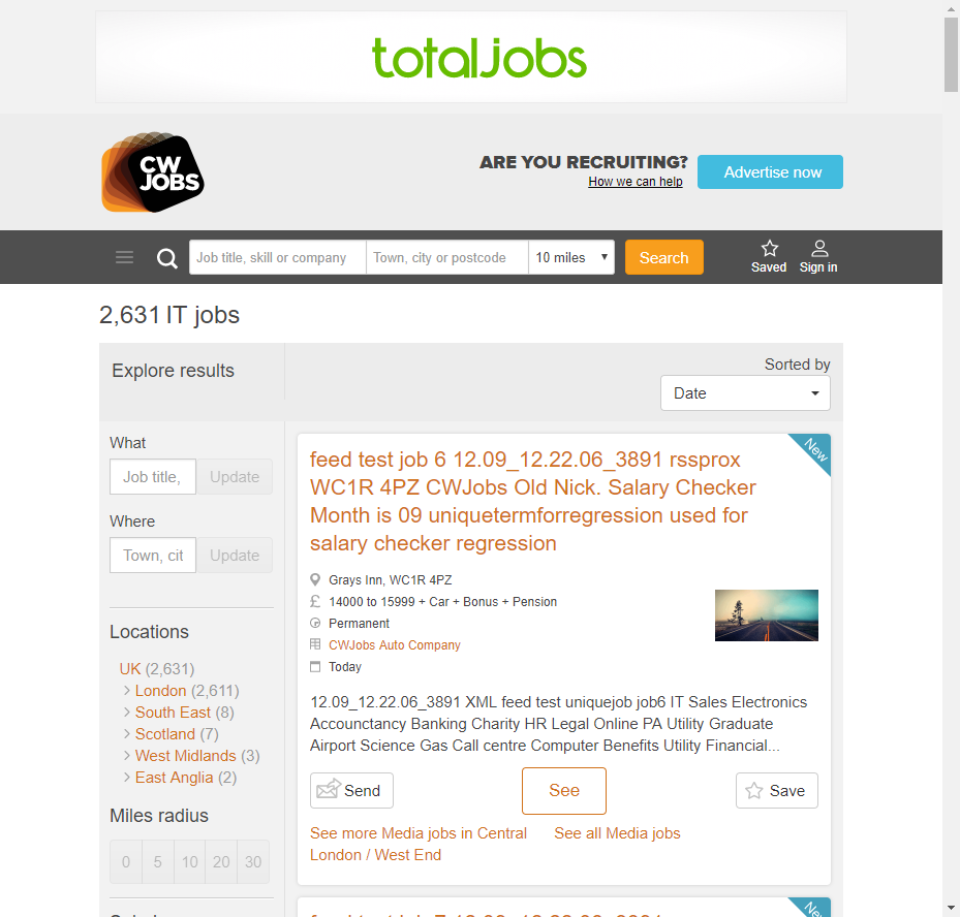 totaljobs
CW
JOBS
ARE YOU RECRUITING?
How we can help
Advertise now
Job title, skill or company
Town, city or postcode
10 miles
Search
Saved
Sign in
2,631 IT jobs
Explore results
Sorted by
Date
What
Job title,
Update
Where
Town, cit
Update
Locations
UK (2,631)
London (2,611)
South East (8)
Scotland (7)
West Midlands (3)
East Anglia (2)
Miles radius
0 5 10 20 30
New
feed test job 6 12.09_12.22.06_3891 rssprox
WC1R 4PZ CWJobs Old Nick. Salary Checker
Month is 09 uniquetermforregression used for
salary checker regression
Grays Inn, WC1R 4PZ
14000 to 15999 + Car + Bonus + Pension
Permanent
CWJobs Auto Company
Today
12.09_12.22.06_3891 XML feed test uniquejob job6 IT Sales Electronics
Accounctancy Banking Charity HR Legal Online PA Utility Graduate
Airport Science Gas Call centre Computer Benefits Utility Financial...
Send
See
Save
See more Media jobs in Central
London / West End
See all Media jobs
New